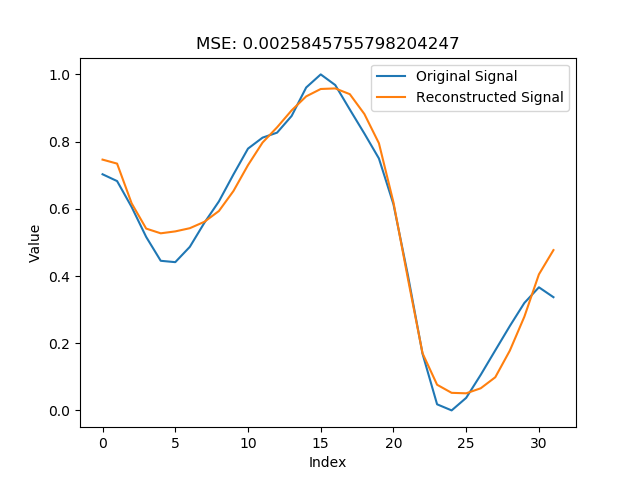 MSE: 0.0025845755798204247
Original Signal
Reconstructed Signal
1.0
0.8
0.6
0.4
0.2
0.0
Value
0 5 10 15 20 25 30
Index